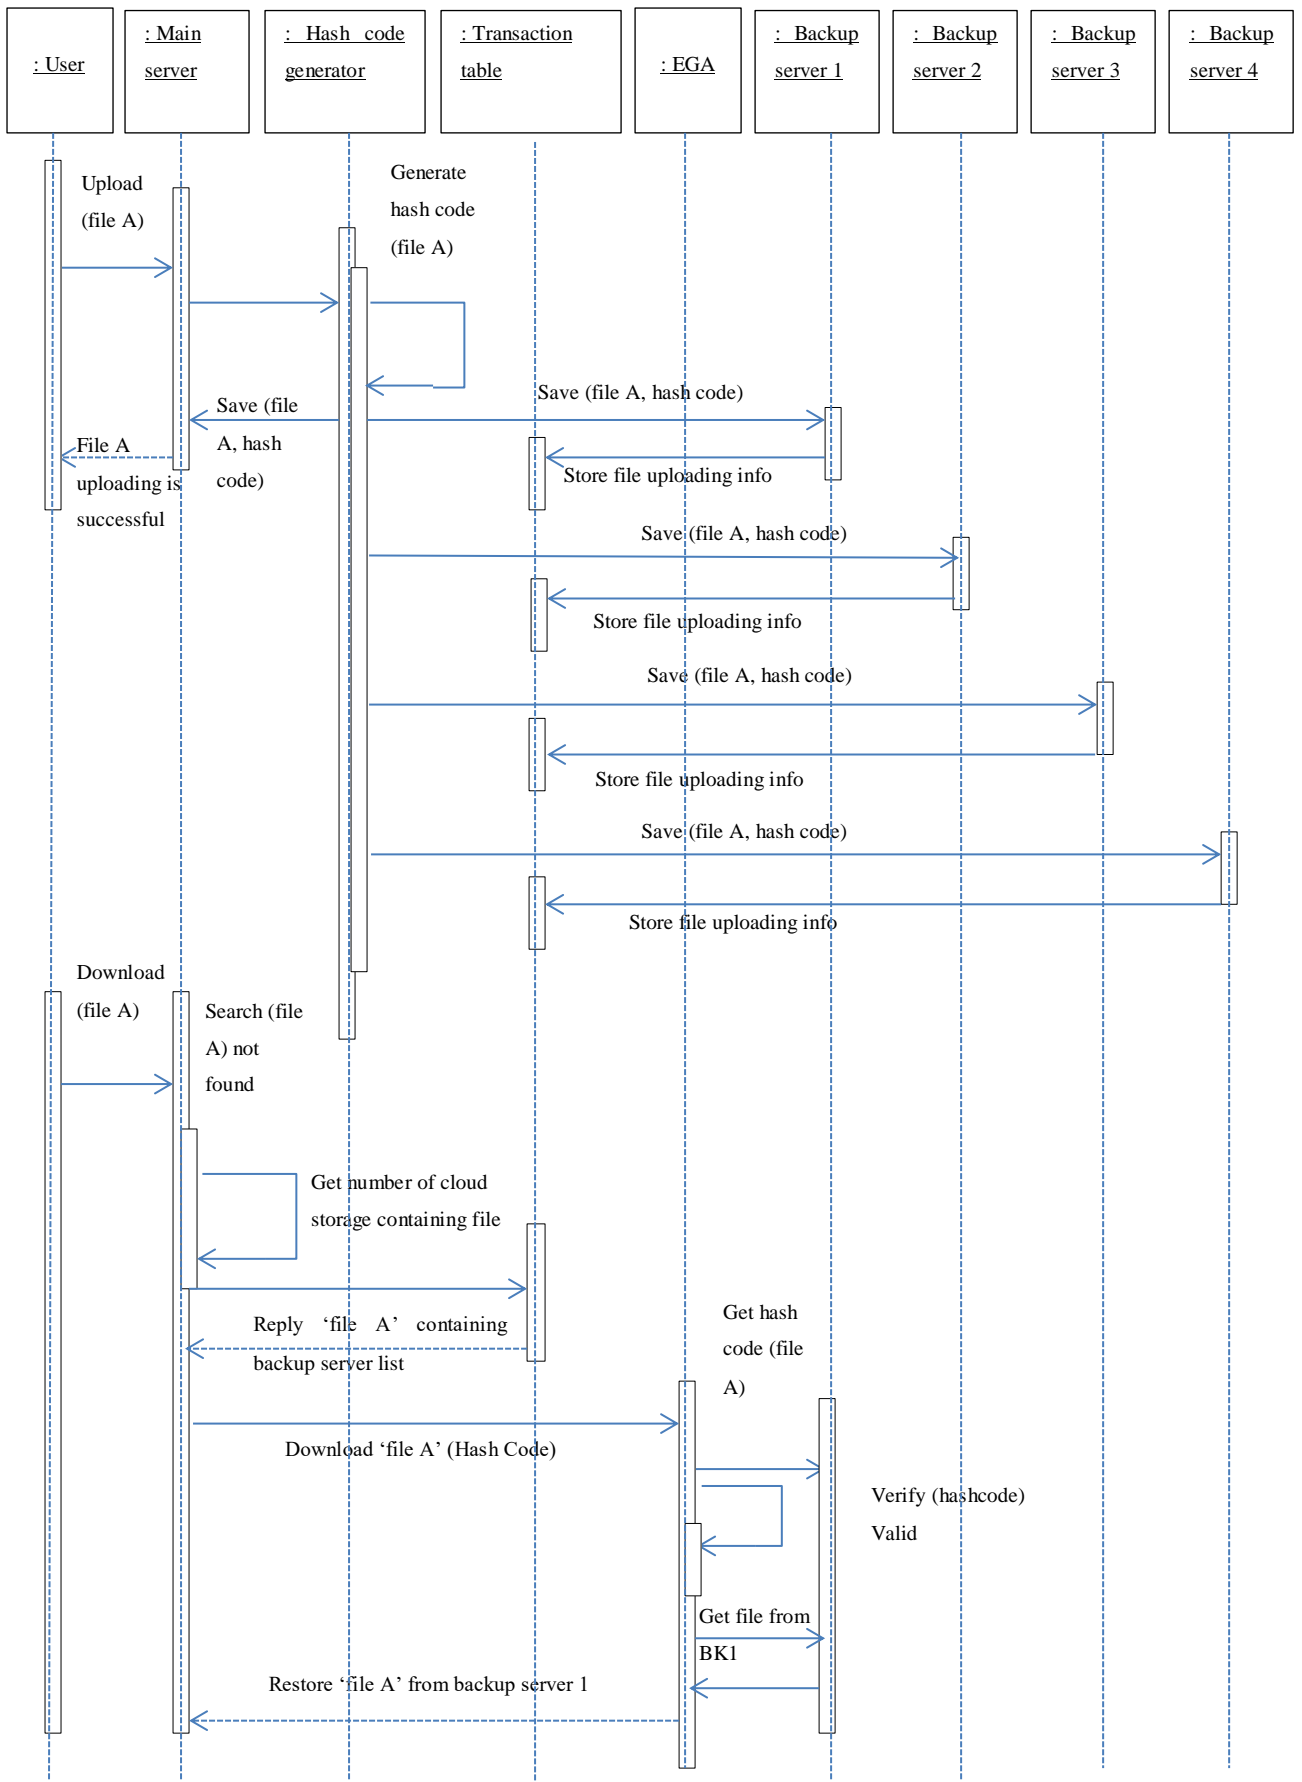 : User
: Main
server
: Hash code
generator
: Transaction
table
: EGA
: Backup
server 1
: Backup
server 2
: Backup
server 3
: Backup
server 4
Upload
(file A)
Generate
hash code
(file A)
Save (file
A, hash
code)
Save (file A, hash code)
File A
uploading is
successful
Store file uploading info
Save (file A, hash code)
Store file uploading info
Save (file A, hash code)
Store file uploading info
Save (file A, hash code)
Store file uploading info
Download
(file A)
Search (file
A) not
found
Get number of cloud
storage containing file
Reply ‘file A’ containing
backup server list
Get hash
code (file
A)
Download ‘file A’ (Hash Code)
Verify (hashcode)
Valid
Get file from
BK1
Restore ‘file A’ from backup server 1